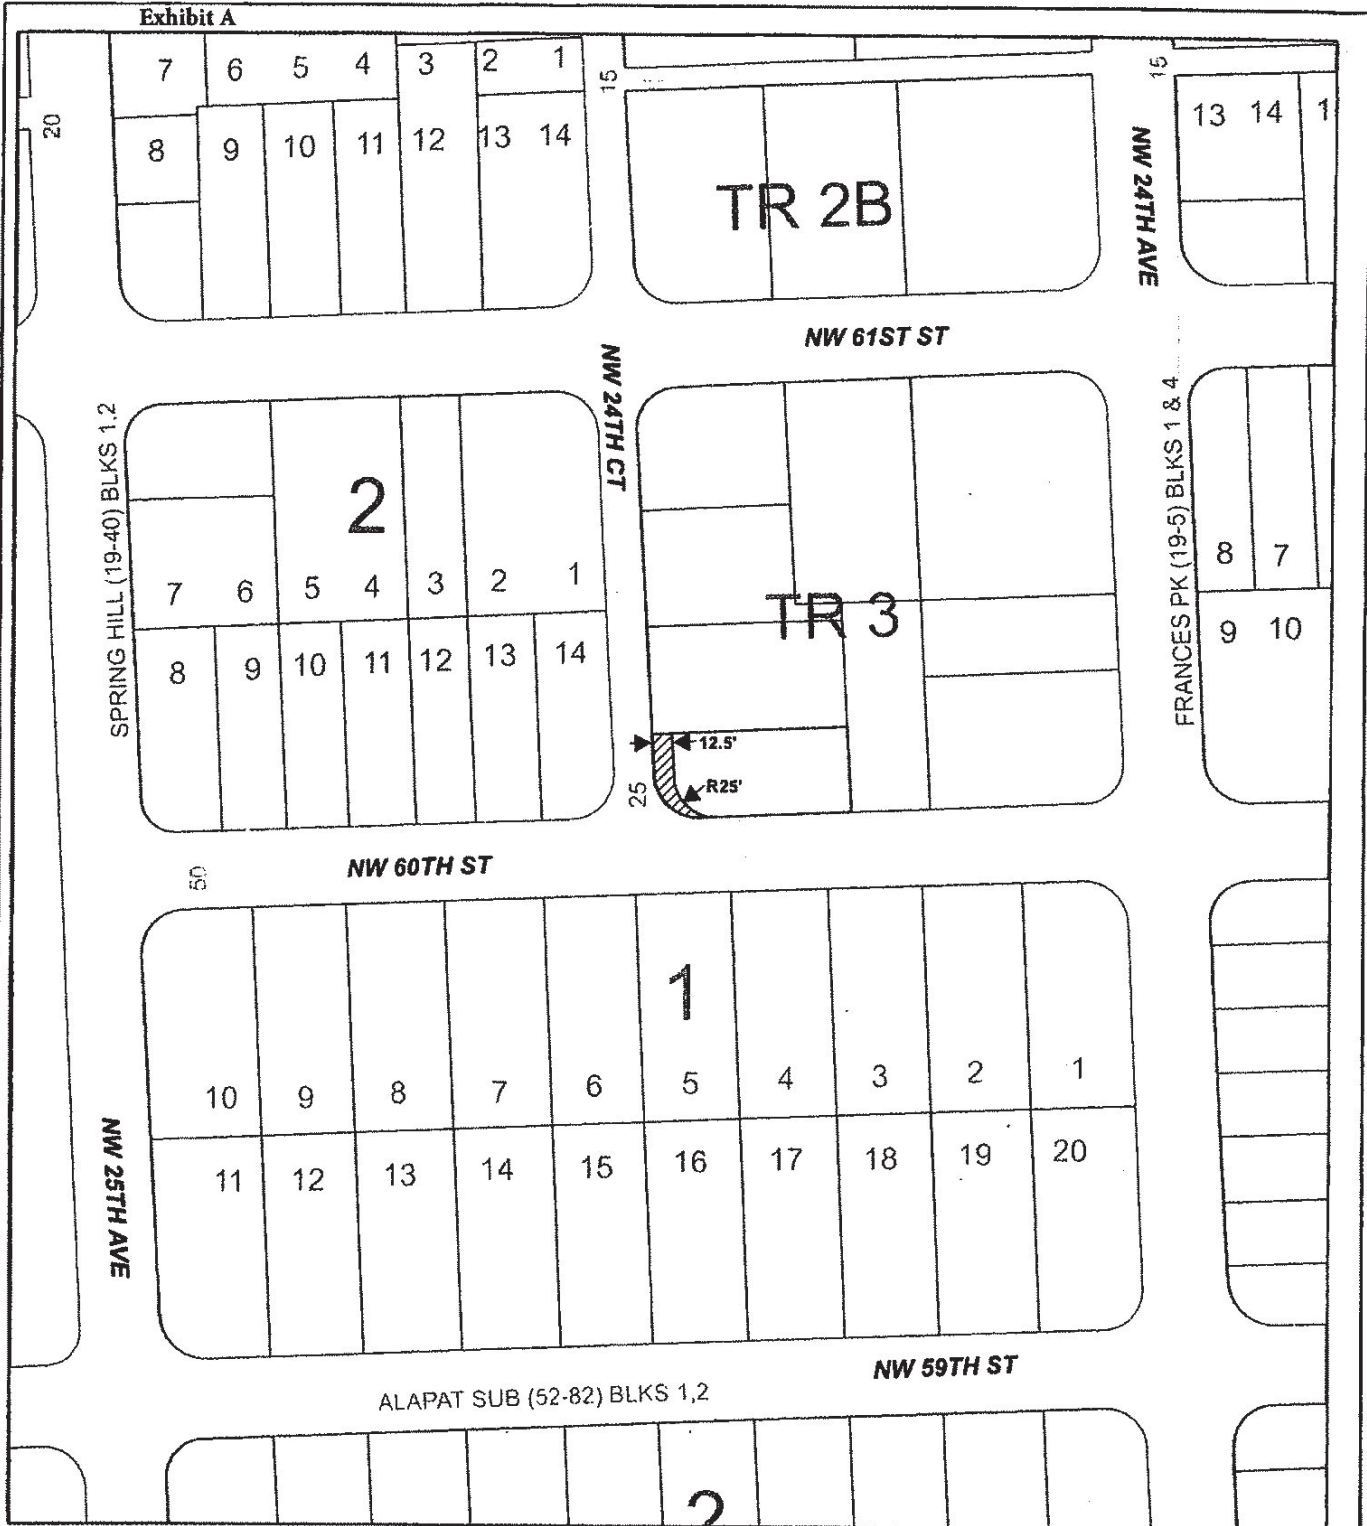 Exhibit A
7 6 5 4 3 2 1
15
15
20
8 9 10 11 12 13 14
13 14 1
TR 2B
NW 24TH AVE
NW 61ST ST
NW 24TH CT
SPRING HILL (19-40) BLKS 1,2
FRANCES PK (19-5) BLKS 1 & 4
2
7 6 5 4 3 2 1
8 7
TR 3
8 9 10 11 12 13 14
9 10
12.5'
R25'
25
NW 60TH ST
50
1
10 9 8 7 6 5 4 3 2 1
11 12 13 14 15 16 17 18 19 20
NW 25TH AVE
NW 59TH ST
ALAPAT SUB (52-82) BLKS 1,2
2